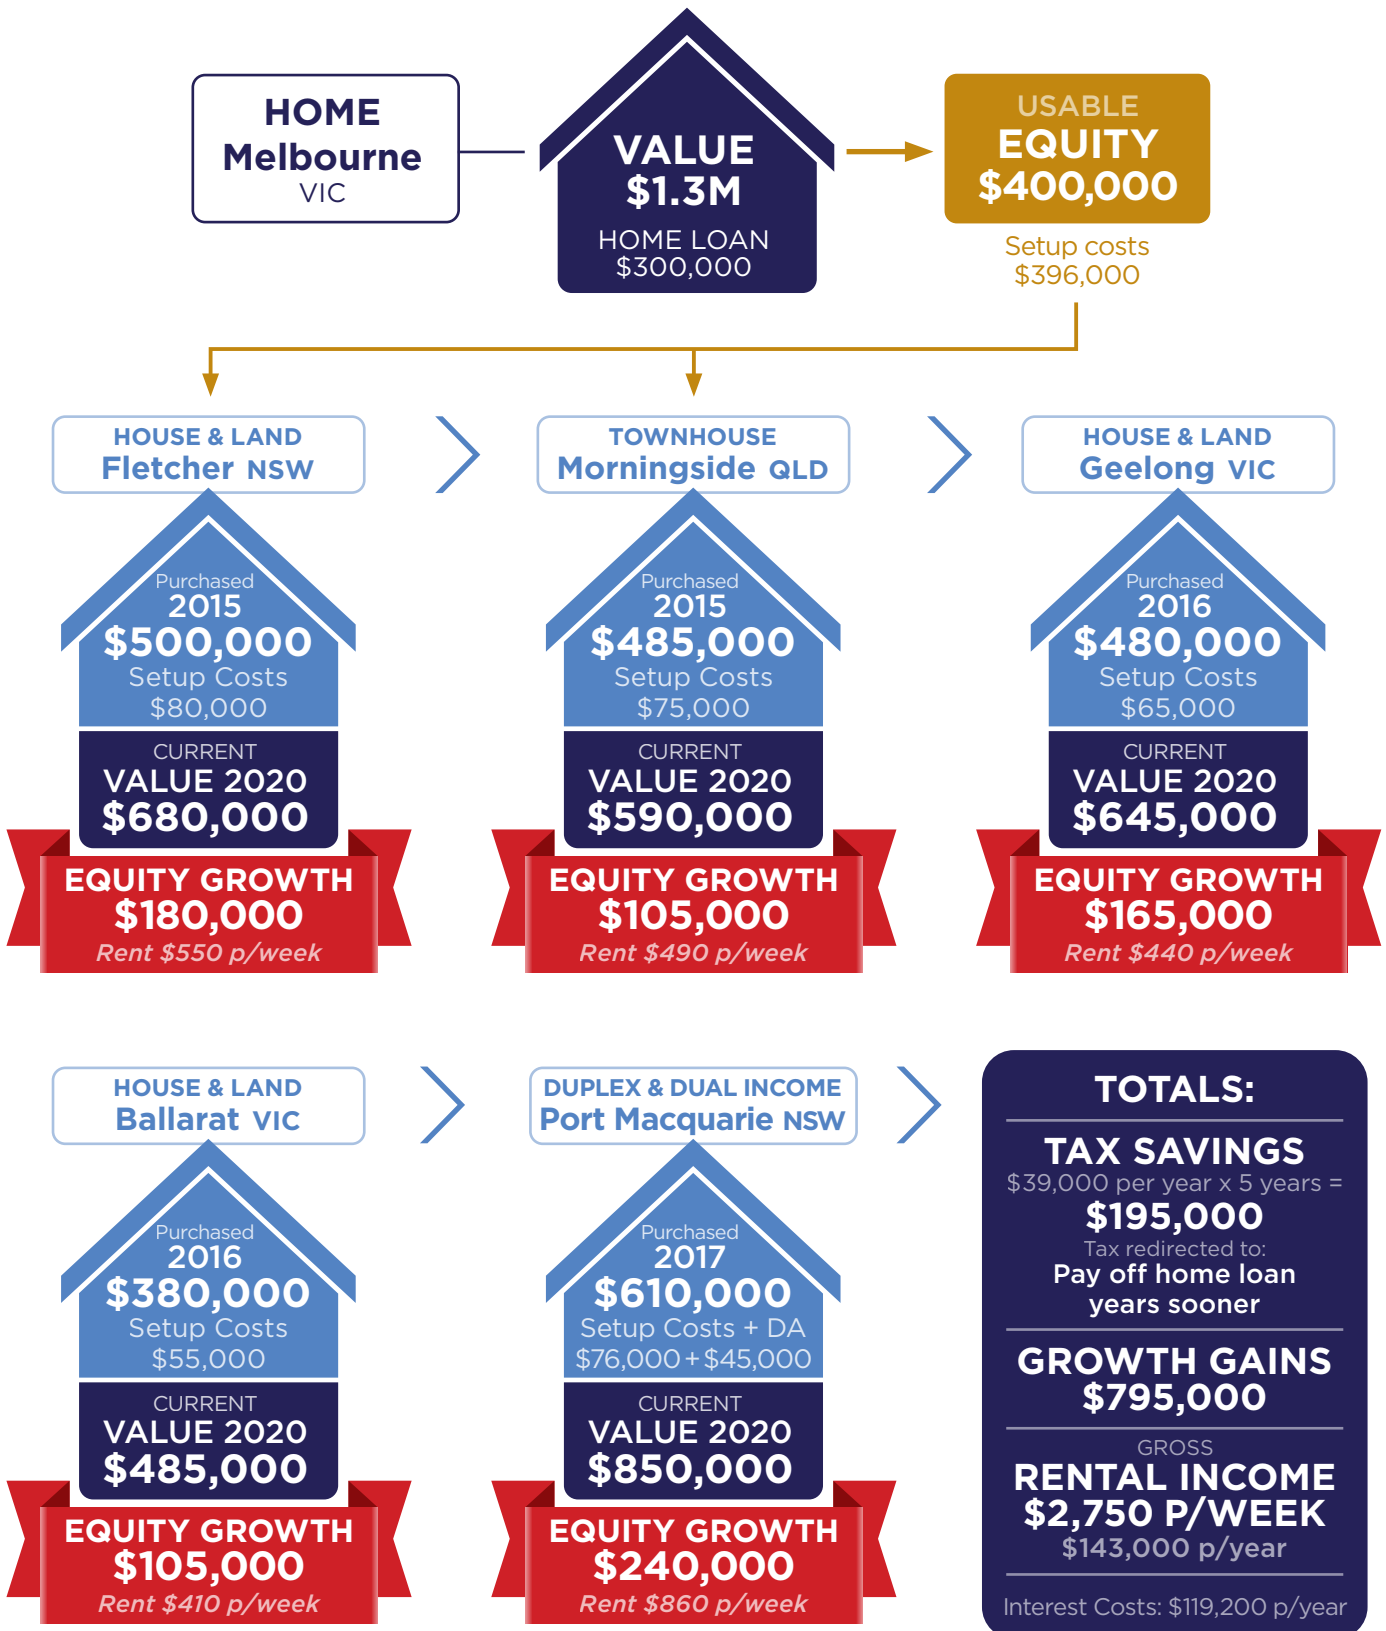 HOME
Melbourne
VIC
VALUE
$1.3M
HOME LOAN
$300,000
USABLE
EQUITY
$400,000
Setup costs
$396,000
HOUSE & LAND
Fletcher NSW
Purchased
2015
$500,000
Setup Costs
$80,000
CURRENT
VALUE 2020
$680,000
EQUITY GROWTH
$180,000
Rent $550 p/week
TOWNHOUSE
Morningside QLD
Purchased
2015
$485,000
Setup Costs
$75,000
CURRENT
VALUE 2020
$590,000
EQUITY GROWTH
$105,000
Rent $490 p/week
HOUSE & LAND
Geelong VIC
Purchased
2016
$480,000
Setup Costs
$65,000
CURRENT
VALUE 2020
$645,000
EQUITY GROWTH
$165,000
Rent $440 p/week
HOUSE & LAND
Ballarat VIC
Purchased
2016
$380,000
Setup Costs
$55,000
CURRENT
VALUE 2020
$485,000
EQUITY GROWTH
$105,000
Rent $410 p/week
DUPLEX & DUAL INCOME
Port Macquarie NSW
Purchased
2017
$610,000
Setup Costs + DA
$76,000+$45,000
CURRENT
VALUE 2020
$850,000
EQUITY GROWTH
$240,000
Rent $860 p/week
TOTALS:
TAX SAVINGS
$39,000 per year x 5 years =
$195,000
Tax redirected to:
Pay off home loan
years sooner
GROWTH GAINS
$795,000
GROSS
RENTAL INCOME
$2,750 P/WEEK
$143,000 p/year
Interest Costs: $119,200 p/year